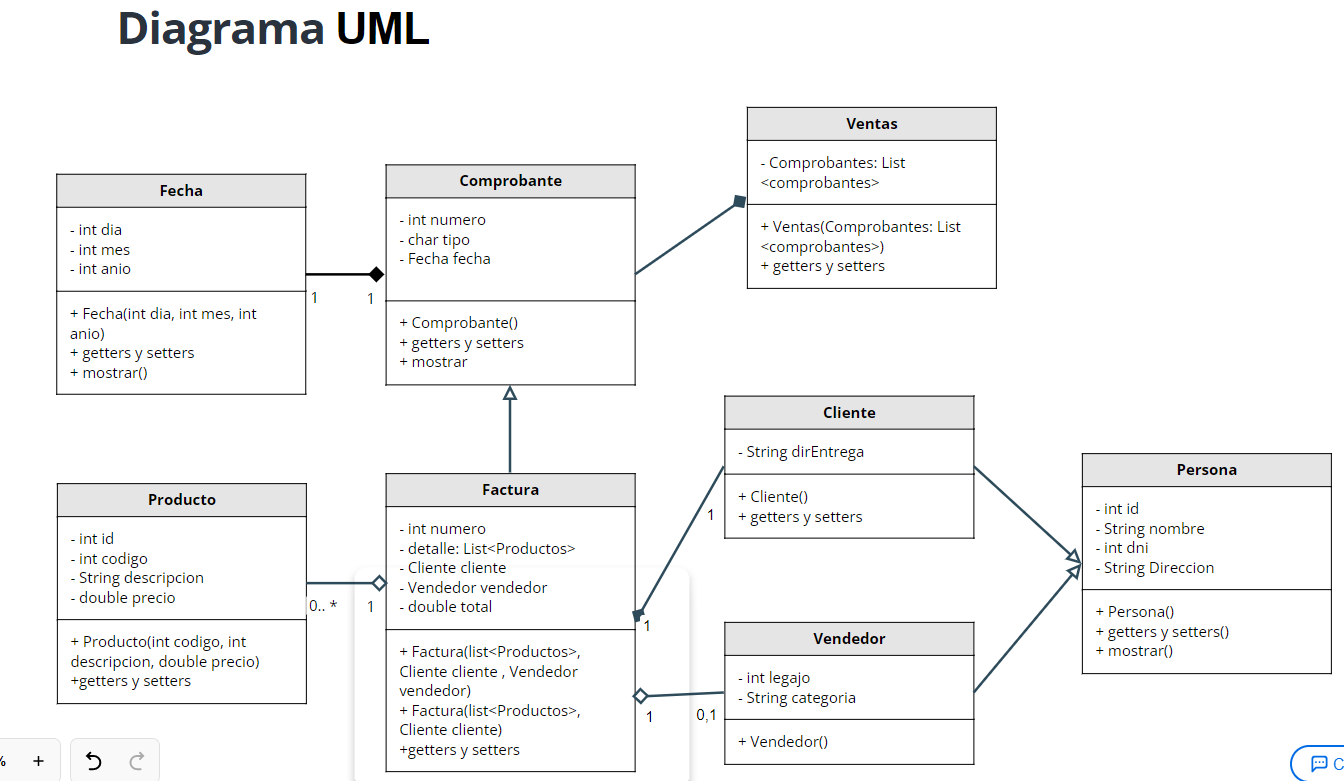 Diagrama UML
Ventas
- Comprobantes: List
<comprobantes>
+ Ventas(Comprobantes: List
<comprobantes>)
+ getters y setters
Fecha
- int dia
- int mes
- int anio
+ Fecha(int dia, int mes, int
anio)
+ getters y setters
+ mostrar()
1
1
Comprobante
- int numero
- char tipo
- Fecha fecha
+ Comprobante()
+ getters y setters
+ mostrar
Cliente
- String dirEntrega
+ Cliente()
+ getters y setters
Persona
- int id
- String nombre
- int dni
- String Direccion
+ Persona()
+ getters y setters()
+ mostrar()
Producto
- int id
- int codigo
- String descripcion
- double precio
+ Producto(int codigo, int
descripcion, double precio)
+getters y setters
0.. *
1
Factura
- int numero
- detalle: List<Productos>
- Cliente cliente
- Vendedor vendedor
- double total
+ Factura(list<Productos>,
Cliente cliente , Vendedor
vendedor)
+ Factura(list<Productos>,
Cliente cliente)
+getters y setters
1
1
1
0,1
Vendedor
- int legajo
- String categoria
+ Vendedor()
%
+